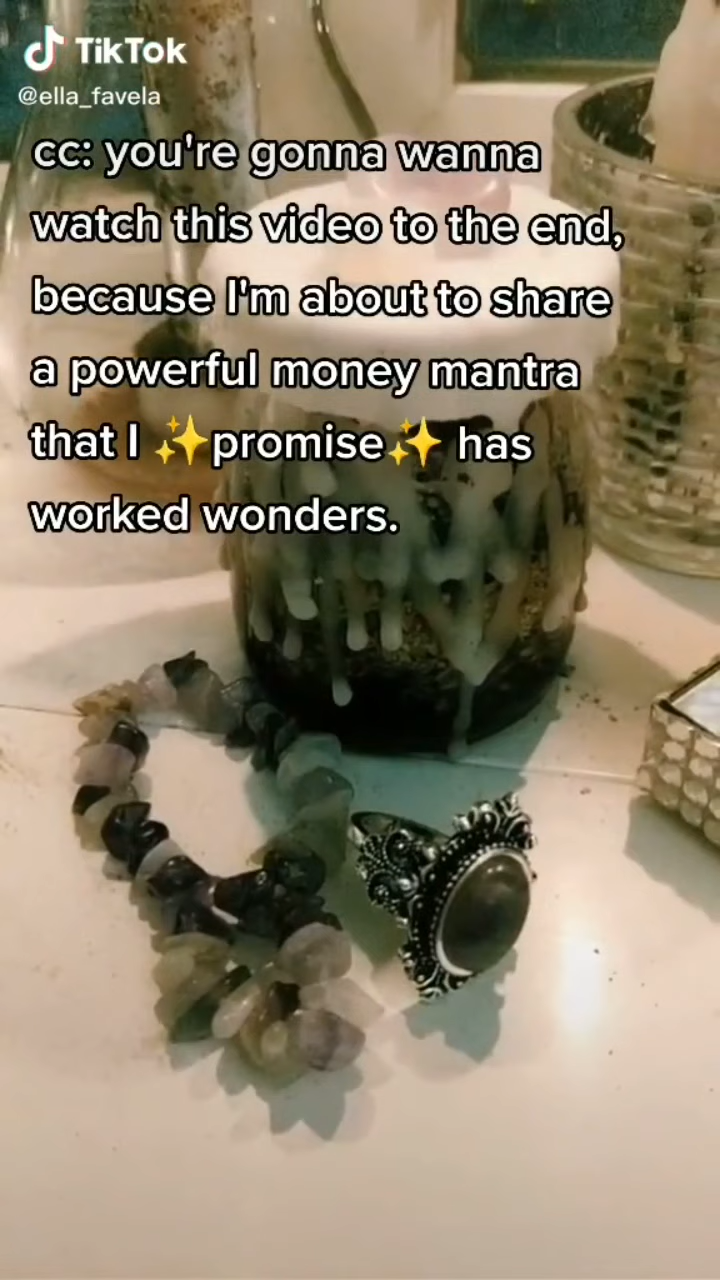 TikTok
@ella_favela
cc: you're gonna wanna
watch this video to the end,
because I'm about to share
a powerful money mantra
that I ✨promise✨ has
worked wonders.